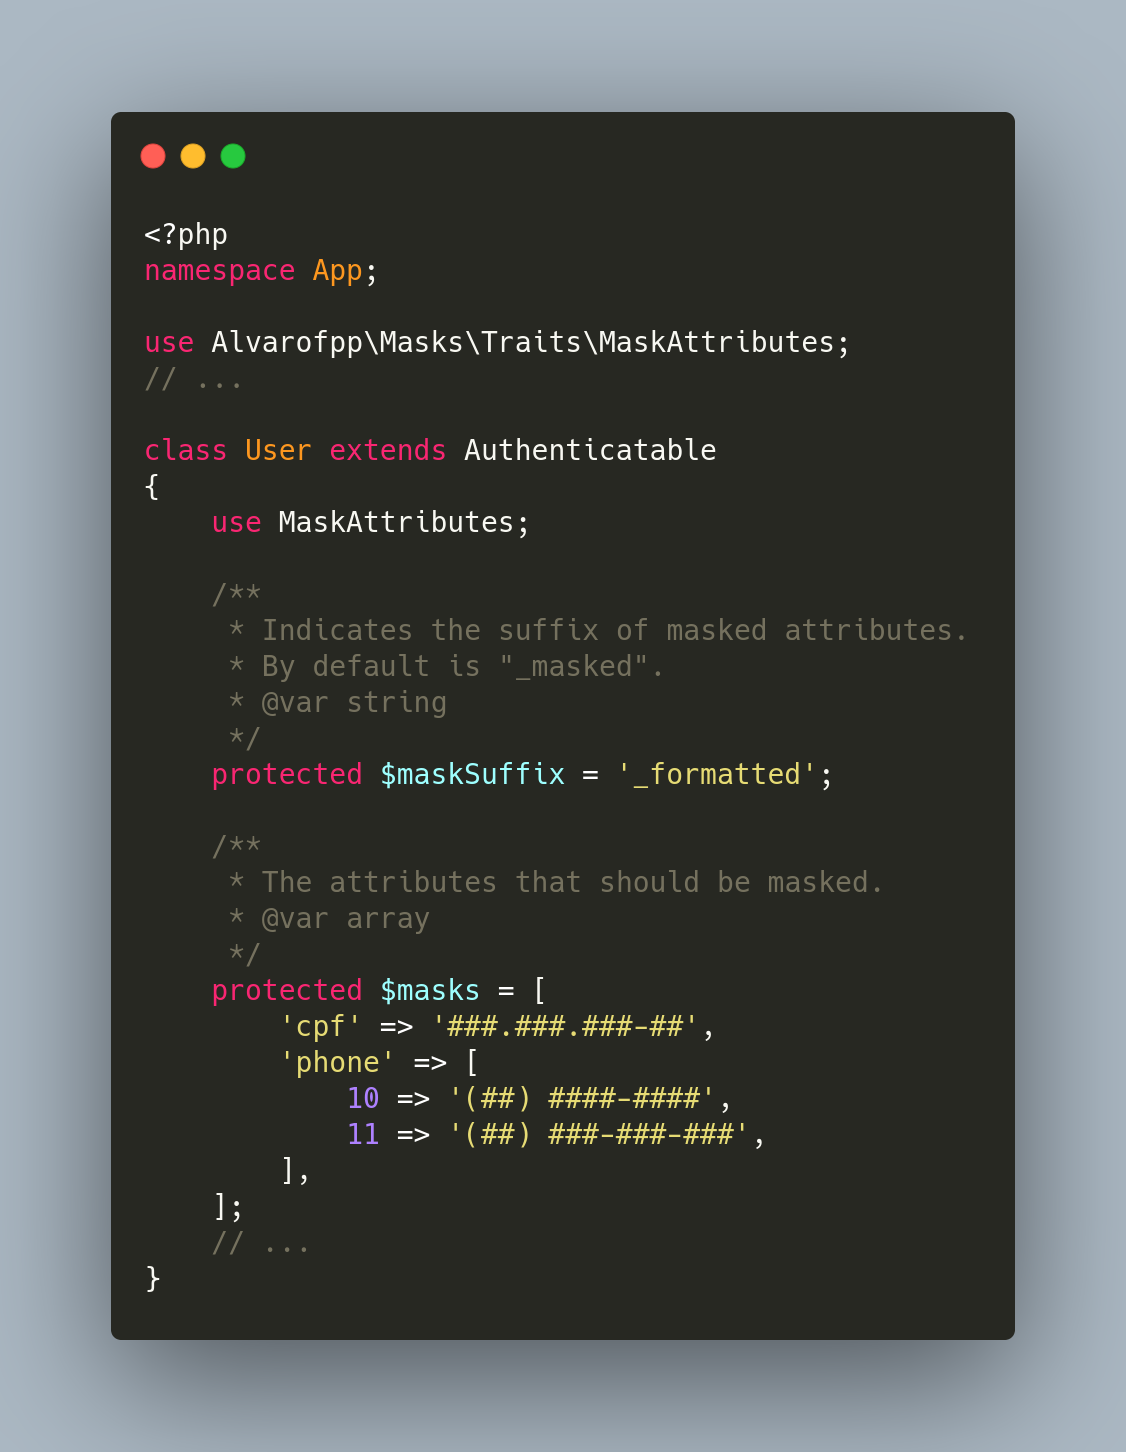 <?php
namespace App;

use Alvarofpp\Masks\Traits\MaskAttributes;
// ...

class User extends Authenticatable
{
    use MaskAttributes;

    /**
     * Indicates the suffix of masked attributes.
     * By default is "_masked".
     * @var string
     */
    protected $maskSuffix = '_formatted';

    /**
     * The attributes that should be masked.
     * @var array
     */
    protected $masks = [
        'cpf' => '###.###.###-##',
        'phone' => [
            10 => '(##) ####-####',
            11 => '(##) ###-###-###',
        ],
    ];
    // ...
}